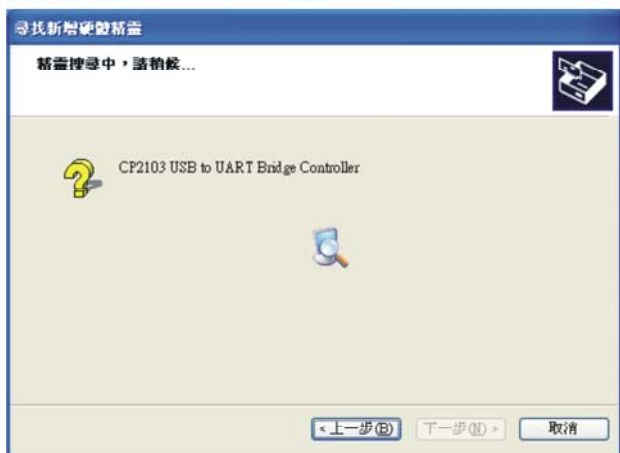 尋找新增硬體精靈
精靈搜尋中，請稍候...
CP2103 USB to UART Bridge Controller
<上一步(B)
下一步(N)>
取消